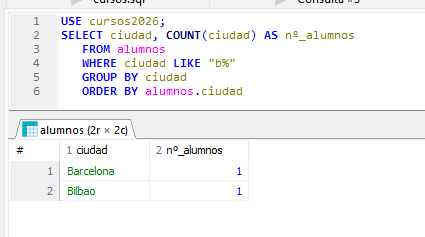 cursos.sql Consulta #3
1 USE cursos2026;
2 SELECT ciudad, COUNT(ciudad) AS nº_alumnos
3 FROM alumnos
4 WHERE ciudad LIKE "b%"
5 GROUP BY ciudad
6 ORDER BY alumnos.ciudad
alumnos (2r × 2c)
# 1 ciudad 2 nº_alumnos
1 Barcelona 1
2 Bilbao 1